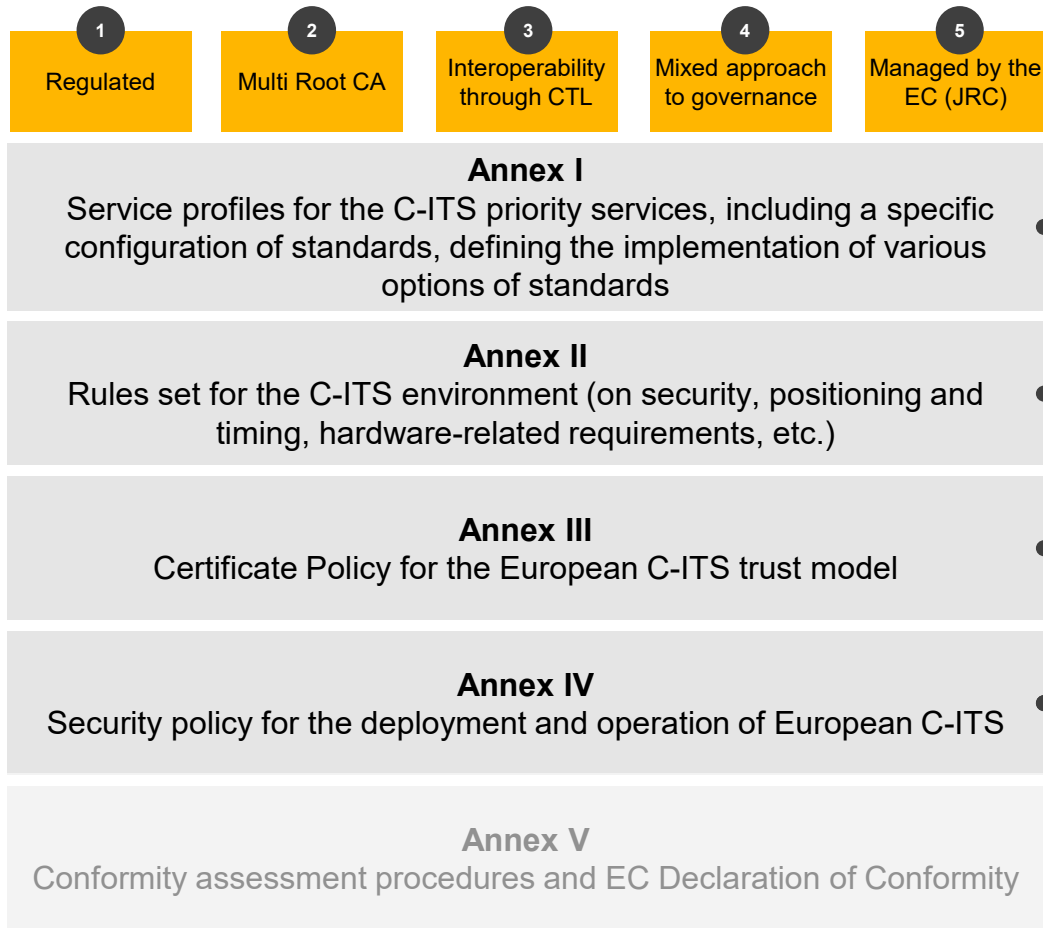 1
Regulated
2
Multi Root CA
3
Interoperability
through CTL
4
Mixed approach
to governance
5
Managed by the
EC (JRC)
Annex I
Service profiles for the C-ITS priority services, including a specific
configuration of standards, defining the implementation of various
options of standards
Annex II
Rules set for the C-ITS environment (on security, positioning and
timing, hardware-related requirements, etc.)
Annex III
Certificate Policy for the European C-ITS trust model
Annex IV
Security policy for the deployment and operation of European C-ITS
Annex V
Conformity assessment procedures and EC Declaration of Conformity